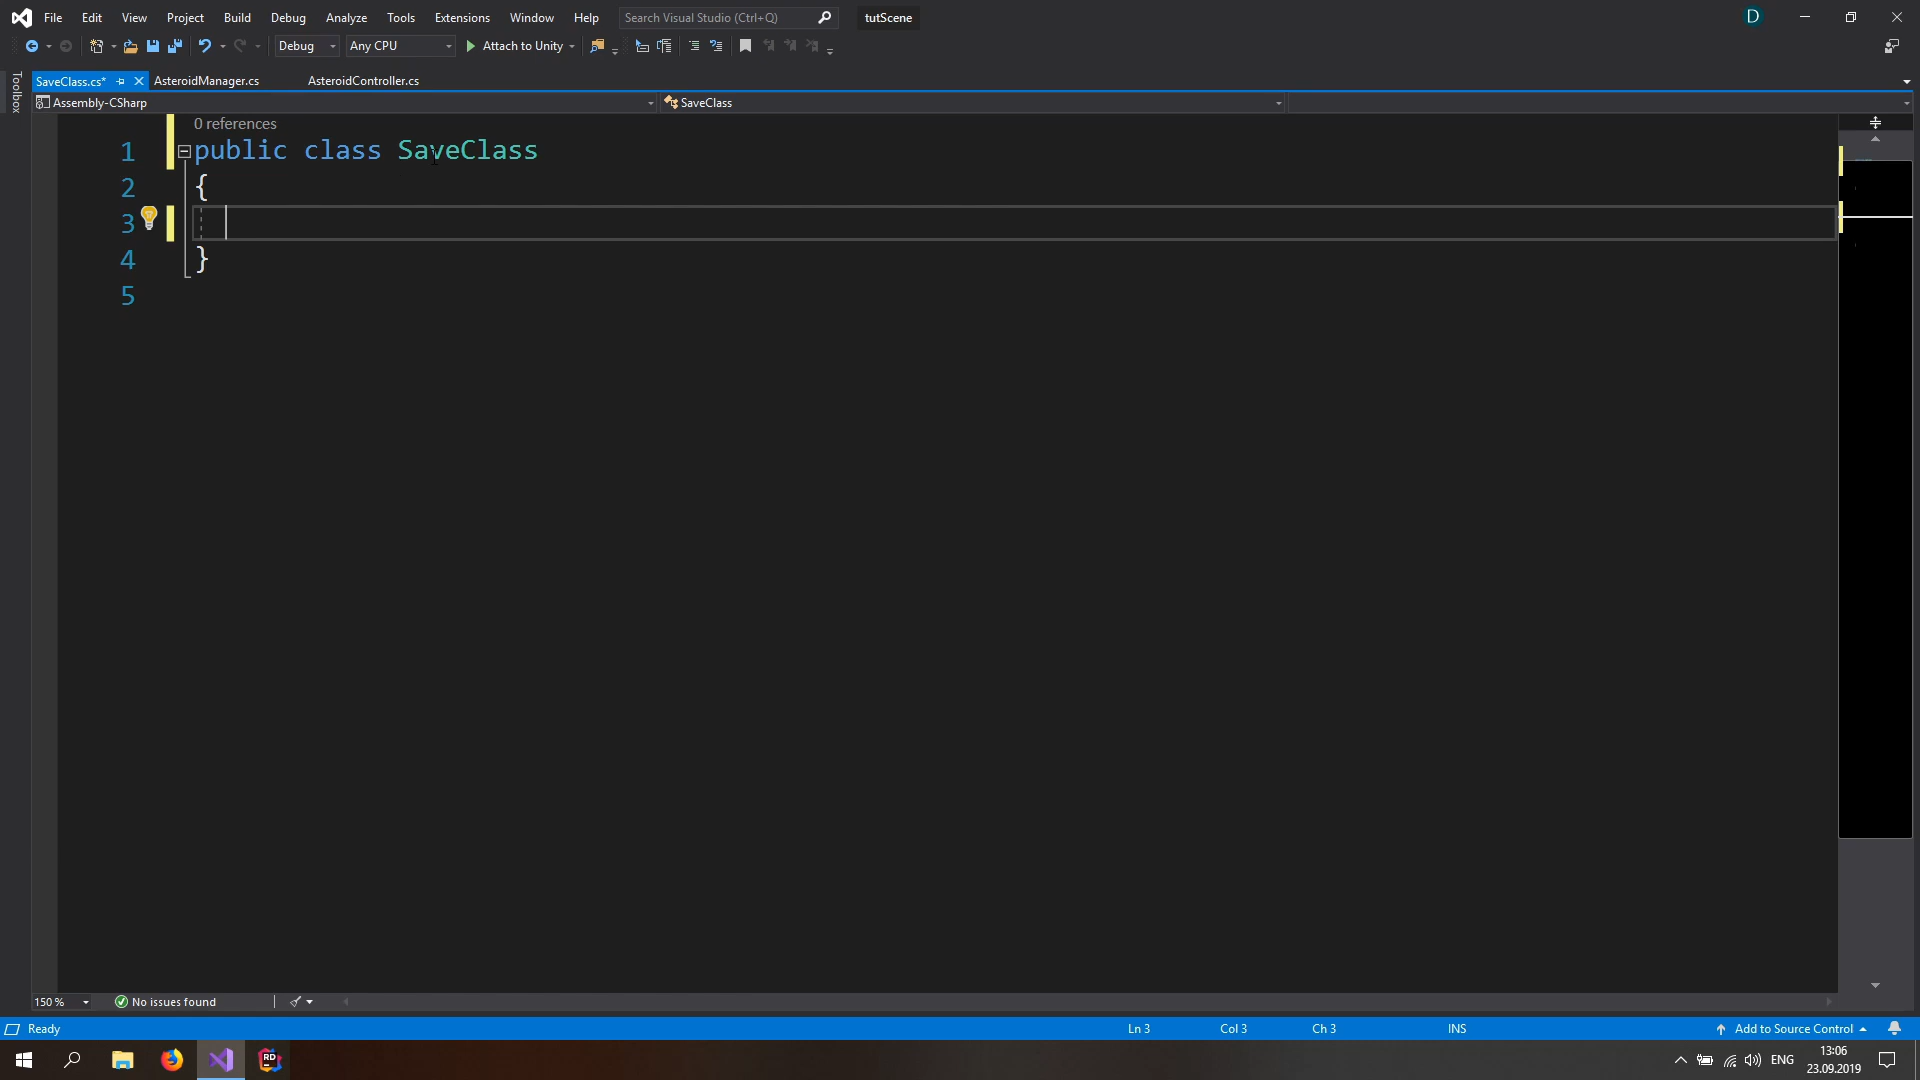 File Edit View Project Build Debug Analyze Tools Extensions Window Help Search Visual Studio (Ctrl+Q) tutScene D
Debug Any CPU Attach to Unity
SaveClass.cs* AsteroidManager.cs AsteroidController.cs
Toolbox
Assembly-CSharp SaveClass
0 references
1 public class SaveClass
2 {
3
4 }
5
150 % No issues found
Ready Ln 3 Col 3 Ch 3 INS Add to Source Control
RD ENG 13:06
23.09.2019